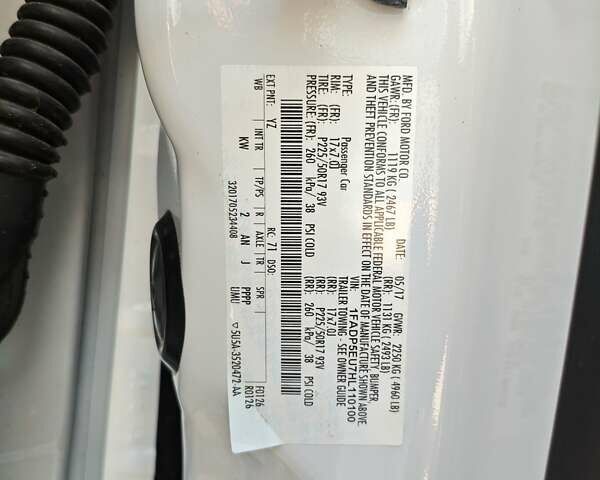 MFD. BY FORD MOTOR CO.
DATE: 05/17 GVWR: 2250 KG ( 4960 LB)
GAWR: (FR): 1119 KG ( 2467 LB) (RR): 1131 KG ( 2493 LB)
THIS VEHICLE CONFORMS TO ALL APPLICABLE FEDERAL MOTOR VEHICLE SAFETY, BUMPER,
AND THEFT PREVENTION STANDARDS IN EFFECT ON THE DATE OF MANUFACTURE SHOWN ABOVE.
VIN: 1FADP5EU7HL110100
TYPE: Passenger Car TRAILER TOWING - SEE OWNER GUIDE
RIM: (FR): 17x7.0J (RR): 17x7.0J
TIRE: (FR): P225/50R17 93V (RR): P225/50R17 93V
PRESSURE: (FR): 260 kPa/ 38 PSI COLD (RR): 260 kPa/ 38 PSI COLD
EXT PNT: YZ RC: 71 DSO: F0126
R0126
WB INT TR TP/PS R AXLE TR SPR
KW 2 AN J PPPP
3201705234408 UIMU ▽ 5U5A-3520472-AA